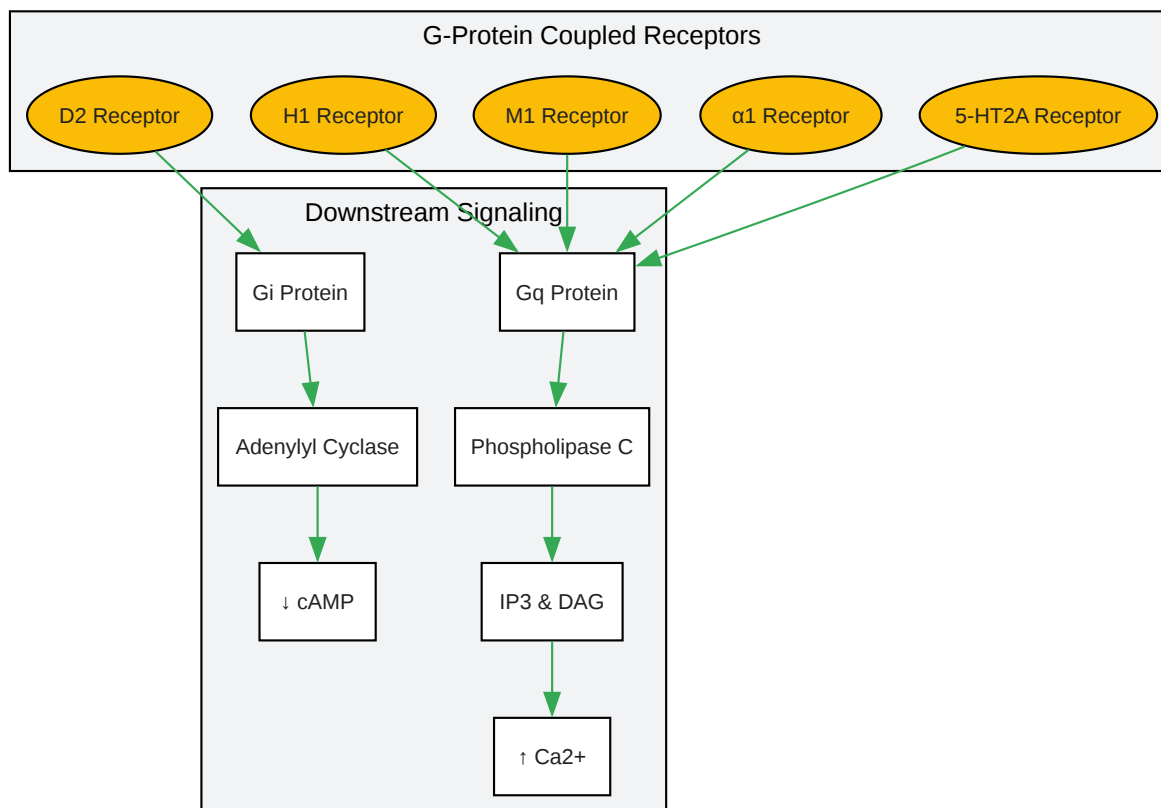 G-Protein Coupled Receptors
D2 Receptor
H1 Receptor
M1 Receptor
α1 Receptor
5-HT2A Receptor
Downstream Signaling
Gi Protein
Gq Protein
Adenylyl Cyclase
Phospholipase C
↓ cAMP
IP3 & DAG
↑ Ca2+